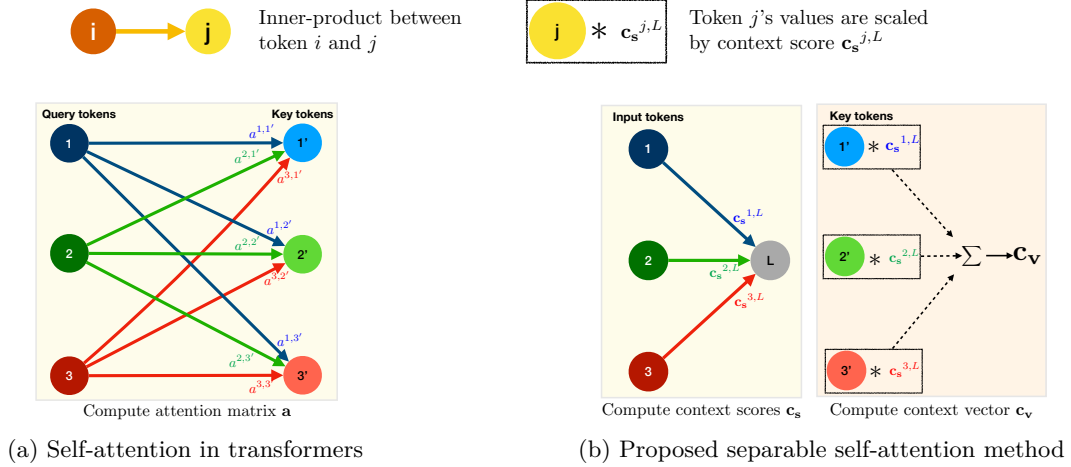 i
j
Inner-product between
token i and j
j * c_s^{j,L}
Token j's values are scaled
by context score c_s^{j,L}
Query tokens
Key tokens
1
a^{1,1'}
1'
a^{2,1'}
a^{3,1'}
a^{1,2'}
2
a^{2,2'}
2'
a^{3,2'}
a^{1,3'}
a^{2,3'}
3
a^{3,3}
3'
Compute attention matrix a
(a) Self-attention in transformers
Input tokens
1
c_s^{1,L}
2
L
c_s^{2,L}
c_s^{3,L}
3
Compute context scores c_s
Key tokens
1' * c_s^{1,L}
2' * c_s^{2,L}
∑
c_v
3' * c_s^{3,L}
Compute context vector c_v
(b) Proposed separable self-attention method